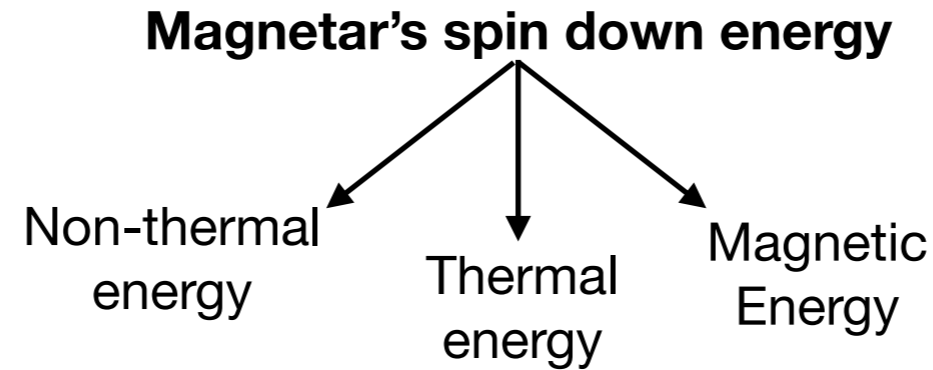 Magnetar’s spin down energy
Non-thermal
energy
Thermal
energy
Magnetic
Energy